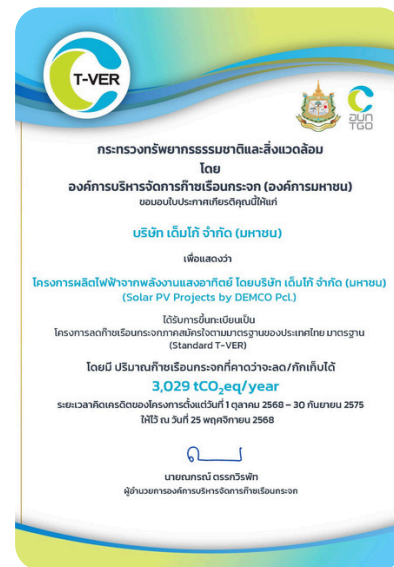 T-VER
อบก
TGO
กระทรวงทรัพยากรธรรมชาติและสิ่งแวดล้อม
โดย
องค์การบริหารจัดการก๊าซเรือนกระจก (องค์การมหาชน)
ขอมอบใบประกาศเกียรติคุณนี้ให้แก่
บริษัท เด็มโก้ จำกัด (มหาชน)
เพื่อแสดงว่า
โครงการผลิตไฟฟ้าจากพลังงานแสงอาทิตย์ โดยบริษัท เด็มโก้ จำกัด (มหาชน)
(Solar PV Projects by DEMCO Pcl.)
ได้รับการขึ้นทะเบียนเป็น
โครงการลดก๊าซเรือนกระจกภาคสมัครใจตามมาตรฐานของประเทศไทย มาตรฐาน
(Standard T-VER)
โดยมี ปริมาณก๊าซเรือนกระจกที่คาดว่าจะลด/กักเก็บได้
3,029 tCO₂eq/year
ระยะเวลาคิดเครดิตของโครงการตั้งแต่วันที่ 1 ตุลาคม 2568 – 30 กันยายน 2575
ให้ไว้ ณ วันที่ 25 พฤศจิกายน 2568
นายณกรณ์ ตรรกวิรพัท
ผู้อำนวยการองค์การบริหารจัดการก๊าซเรือนกระจก